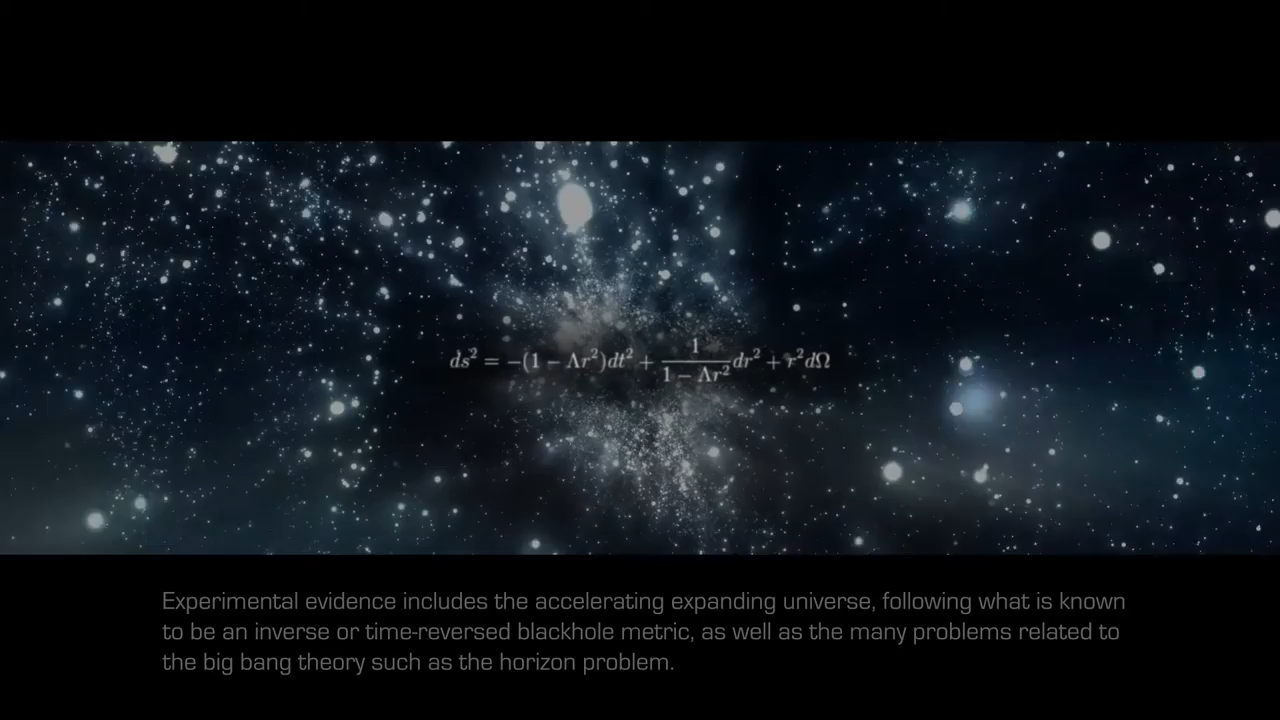 ds² = −(1 − Λr²)dt² + \frac{1}{1 − Λr²}dr² + r²dΩ
Experimental evidence includes the accelerating expanding universe, following what is known
to be an inverse or time-reversed blackhole metric, as well as the many problems related to
the big bang theory such as the horizon problem.